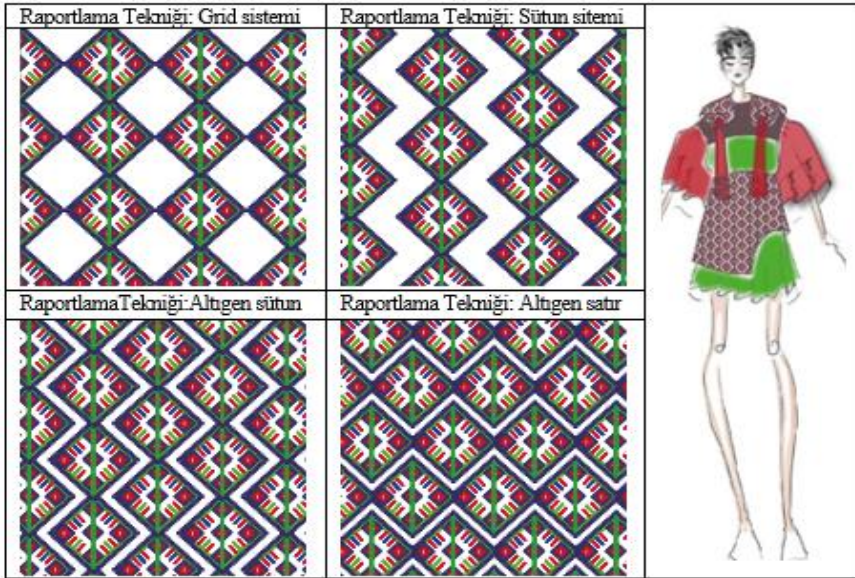 Raportlama Tekniği: Grid sistemi
Raportlama Tekniği: Sütun sitemi
RaportlamaTekniği:Altıgen sütun
Raportlama Tekniği: Altıgen satır